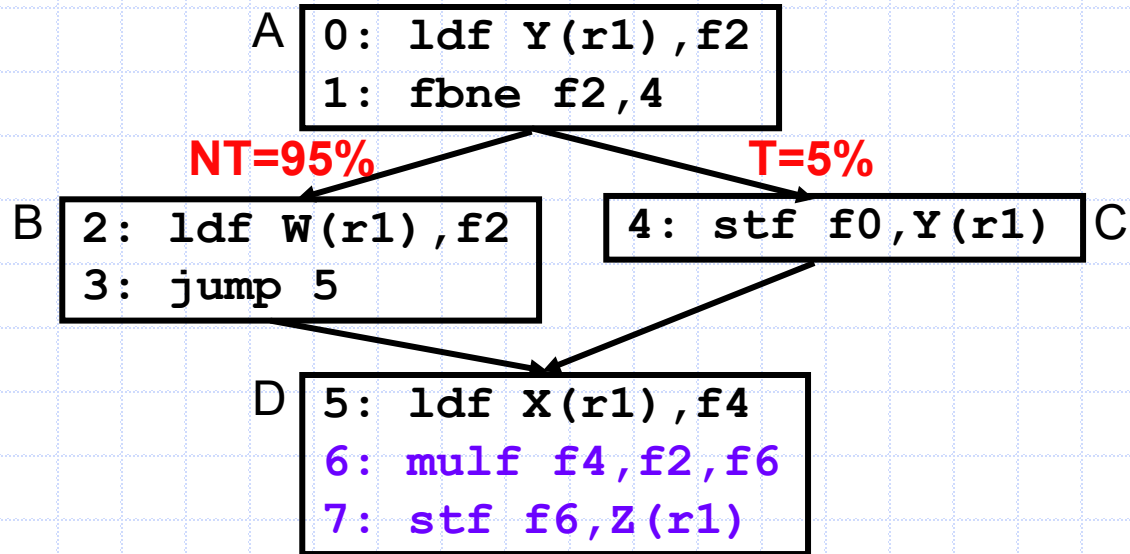 A
0: ldf Y(r1),f2
1: fbne f2,4
NT=95%
T=5%
B
2: ldf W(r1),f2
3: jump 5
4: stf f0,Y(r1)
C
D
5: ldf X(r1),f4
6: mulf f4,f2,f6
7: stf f6,Z(r1)